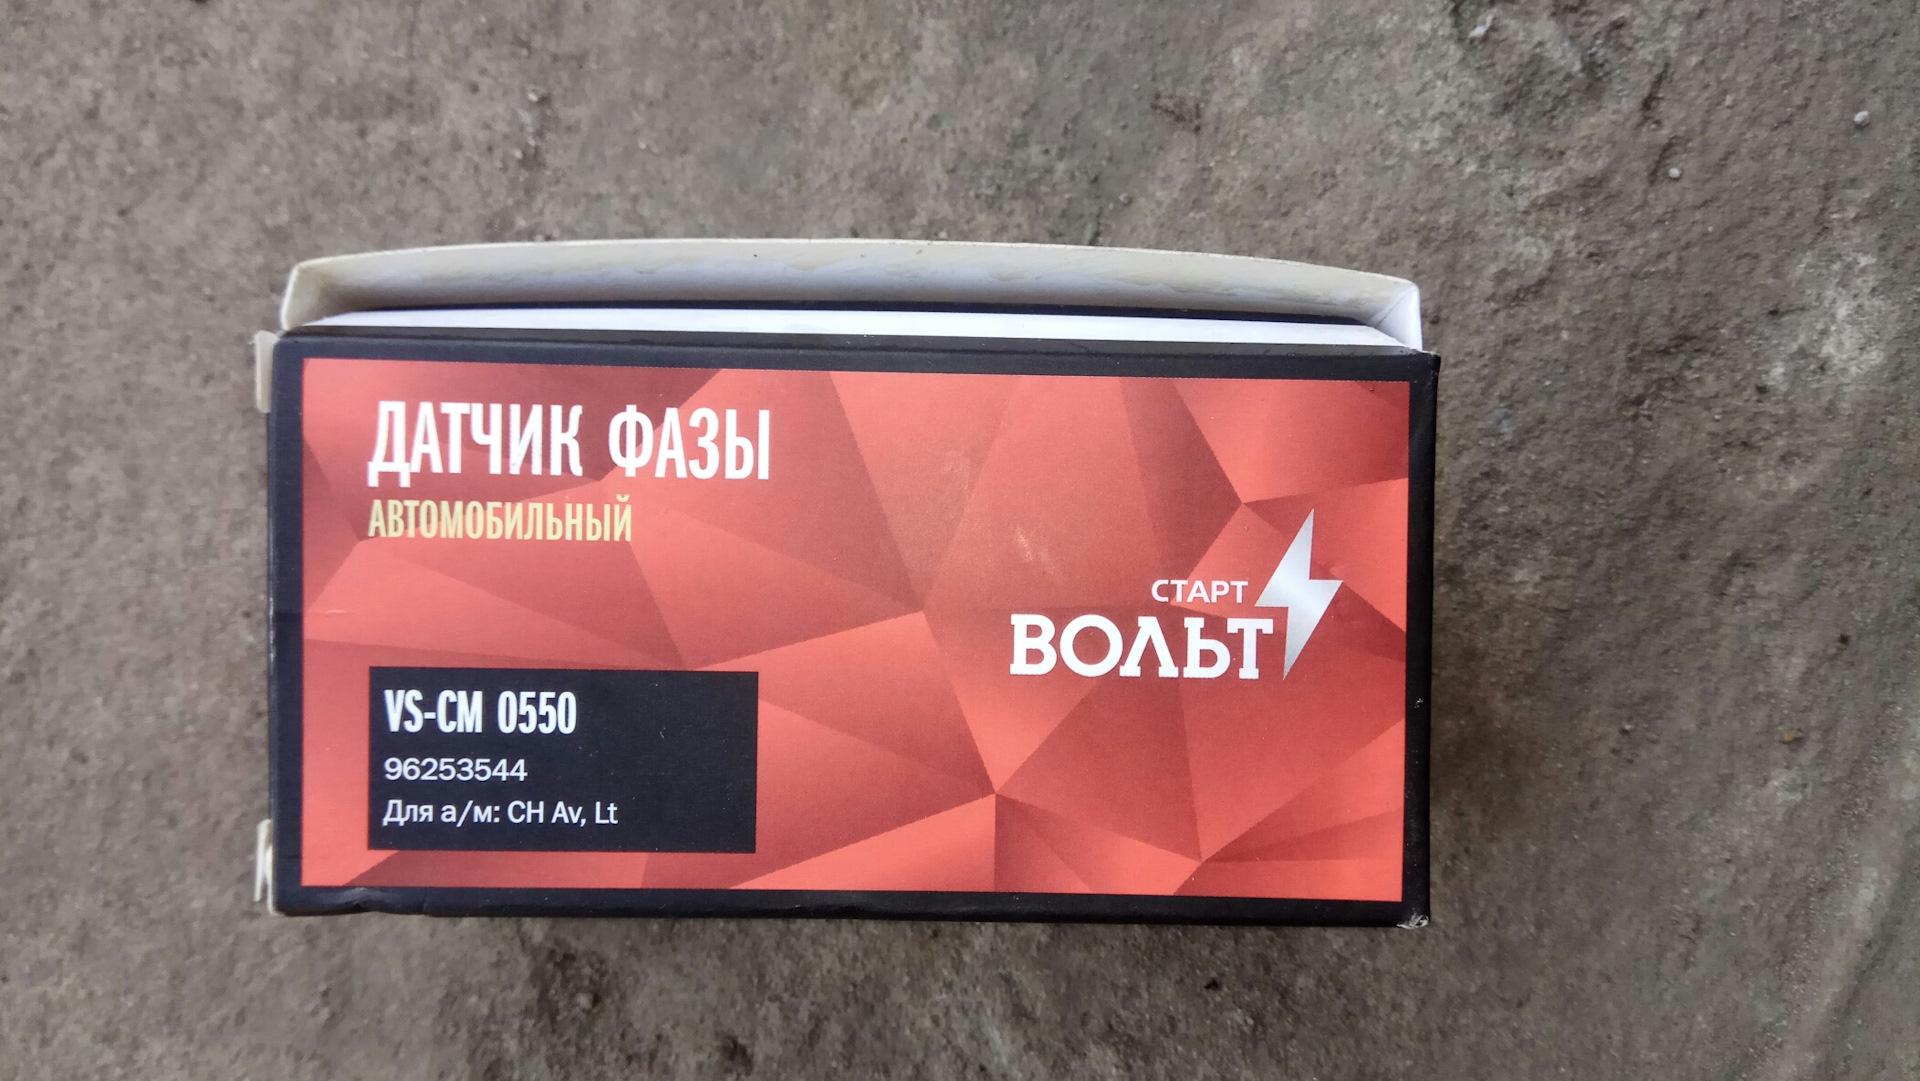 ДАТЧИК ФАЗЫ
АВТОМОБИЛЬНЫЙ
СТАРТ
ВОЛЬТ
VS-CM 0550
96253544
Для а/м: CH Av, Lt